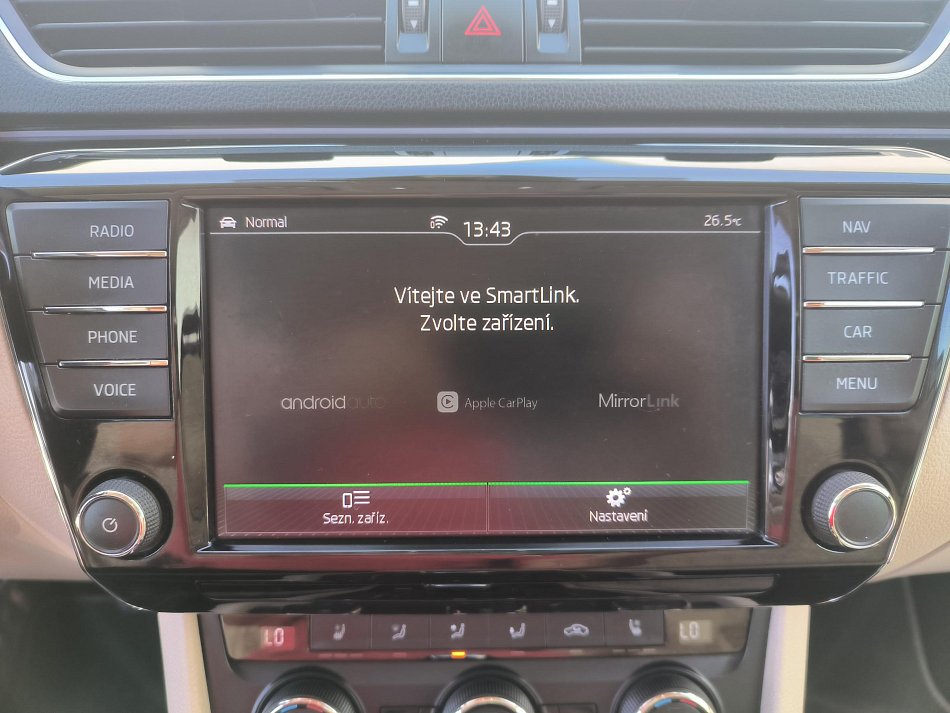 Normal
13:43
26.5°C
RADIO
MEDIA
PHONE
VOICE
Vítejte ve SmartLink.
Zvolte zařízení.
androidauto
Apple CarPlay
MirrorLink
Sezn. zaříz.
Nastavení
NAV
TRAFFIC
CAR
MENU
LO
LO